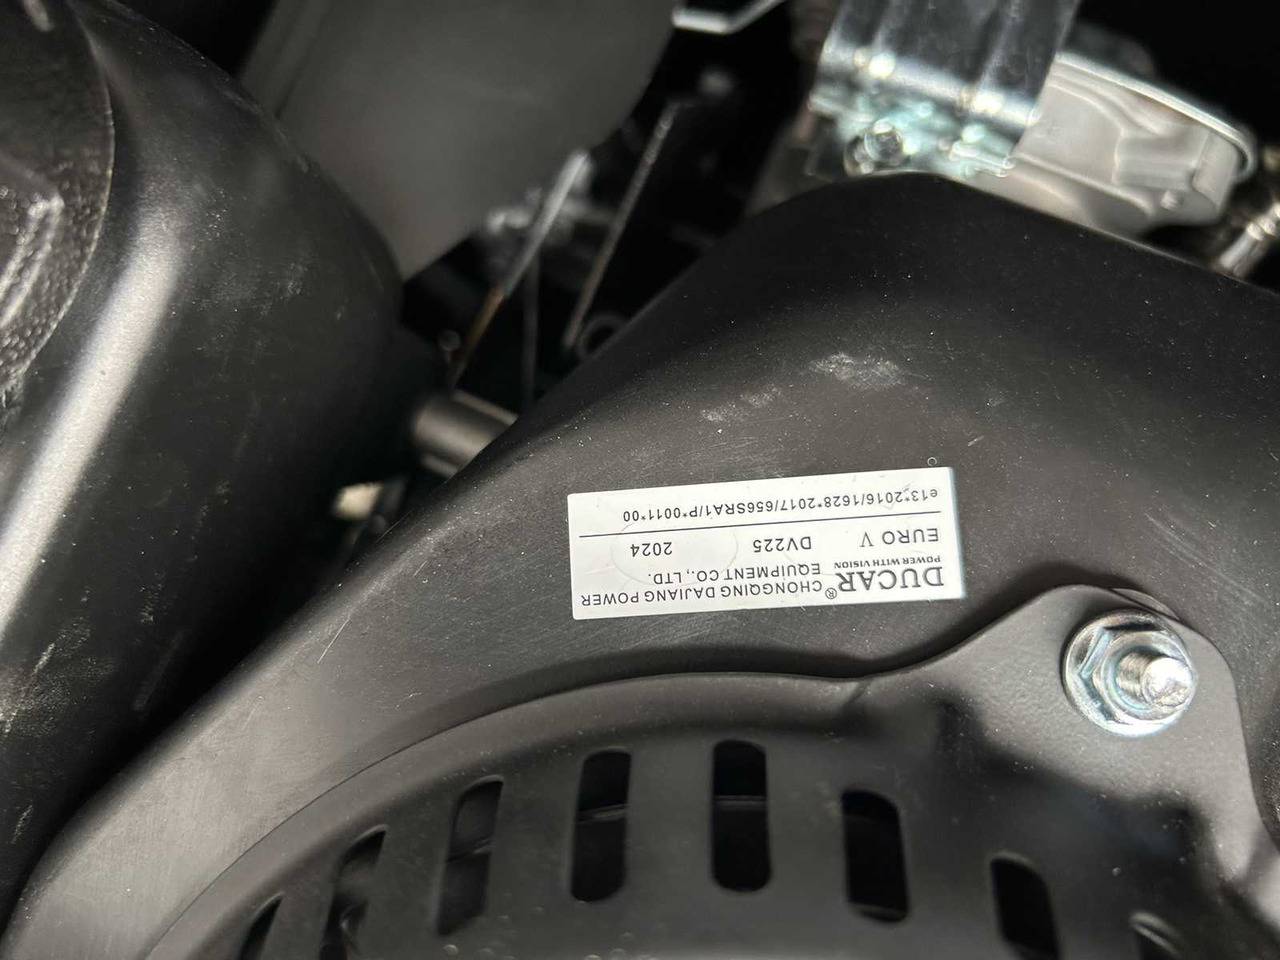 DUCAR® CHONGQING DAJIANG POWER
POWER WITH VISION EQUIPMENT CO., LTD.
EURO V DV225 2024
e13*2016/1628*2017/656SRA1/P*0011*00